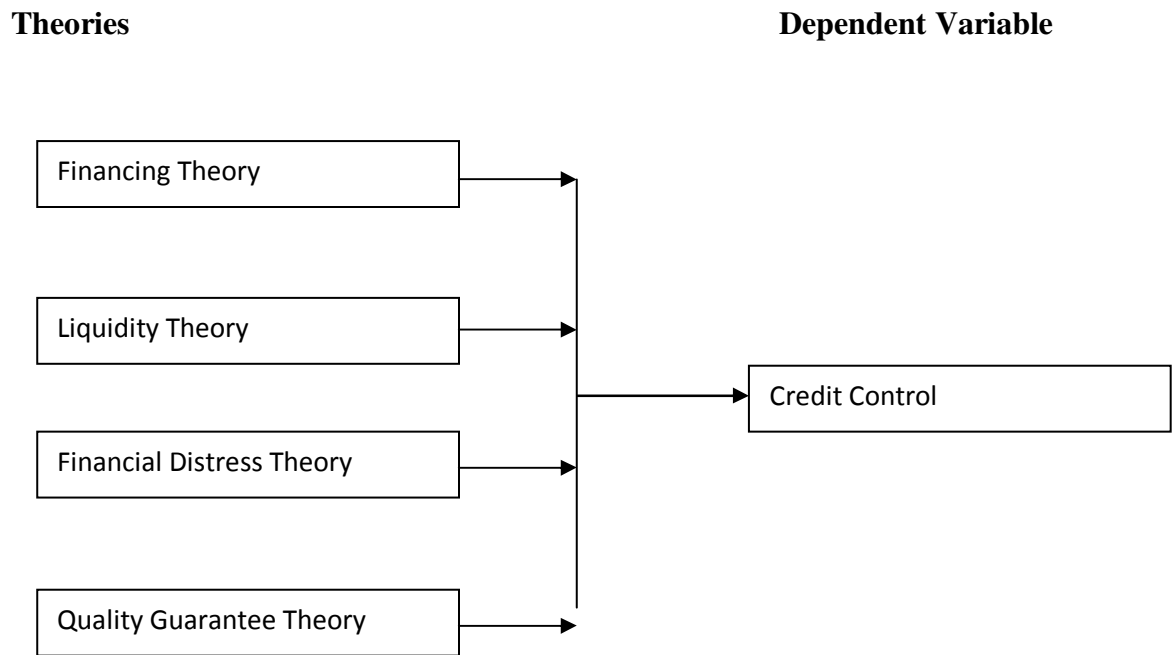 Theories
Dependent Variable
Financing Theory
Liquidity Theory
Credit Control
Financial Distress Theory
Quality Guarantee Theory